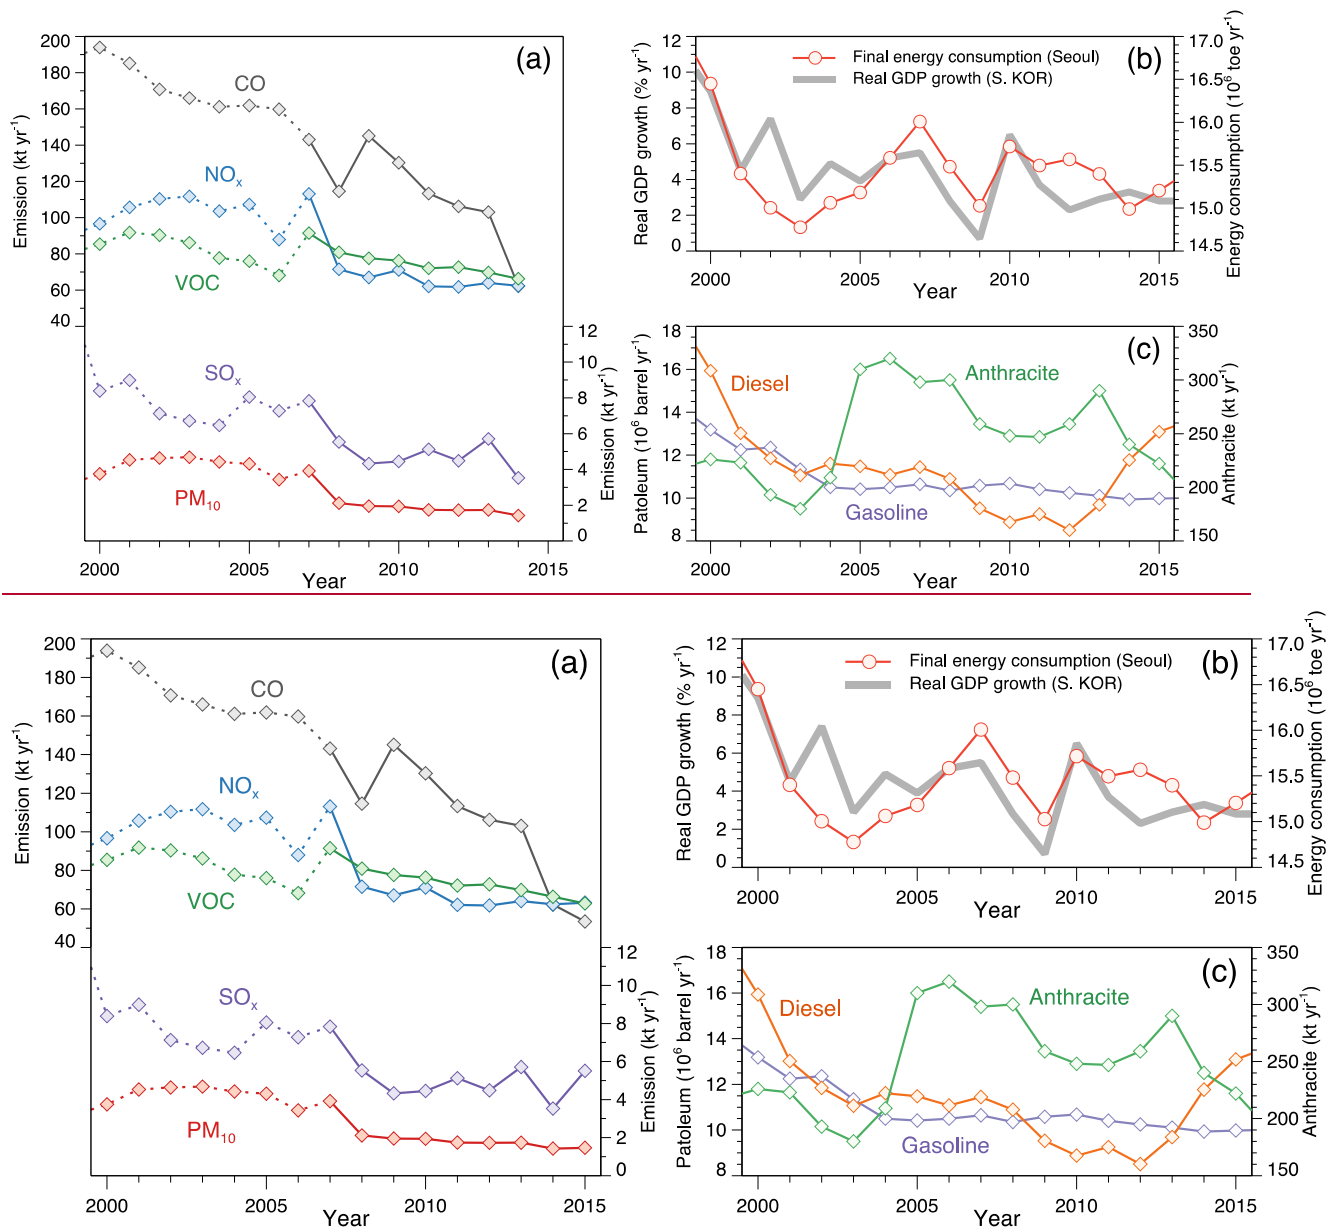 (a)
200
180
160
140
120
100
80
60
40
Emission (kt yr-1)
CO
NOx
VOC
SOx
PM10
12
10
8
6
4
2
0
Emission (kt yr-1)
2000 2005 2010 2015
Year
(b)
Final energy consumption (Seoul)
Real GDP growth (S. KOR)
12
10
8
6
4
2
0
Real GDP growth (% yr-1)
17.0
16.5
16.0
15.5
15.0
14.5
Energy consumption (10⁶ toe yr-1)
2000 2005 2010 2015
Year
(c)
Diesel
Anthracite
Gasoline
18
16
14
12
10
8
Patoleum (10⁶ barrel yr-1)
350
300
250
200
150
Anthracite (kt yr-1)
2000 2005 2010 2015
Year
(a)
200
180
160
140
120
100
80
60
40
Emission (kt yr-1)
CO
NOx
VOC
SOx
PM10
12
10
8
6
4
2
0
Emission (kt yr-1)
2000 2005 2010 2015
Year
(b)
Final energy consumption (Seoul)
Real GDP growth (S. KOR)
12
10
8
6
4
2
0
Real GDP growth (% yr-1)
17.0
16.5
16.0
15.5
15.0
14.5
Energy consumption (10⁶ toe yr-1)
2000 2005 2010 2015
Year
(c)
Diesel
Anthracite
Gasoline
18
16
14
12
10
8
Patoleum (10⁶ barrel yr-1)
350
300
250
200
150
Anthracite (kt yr-1)
2000 2005 2010 2015
Year